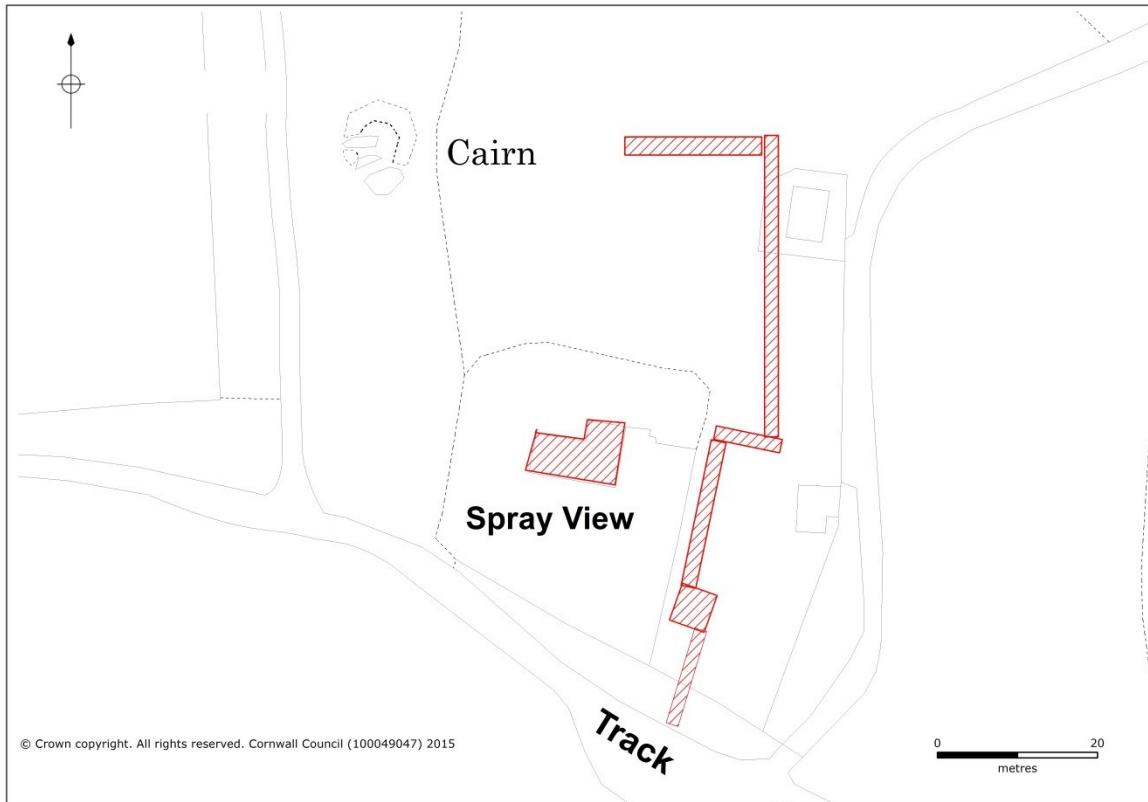 Cairn
Spray View
Track
© Crown copyright. All rights reserved. Cornwall Council (100049047) 2015
0 20
metres